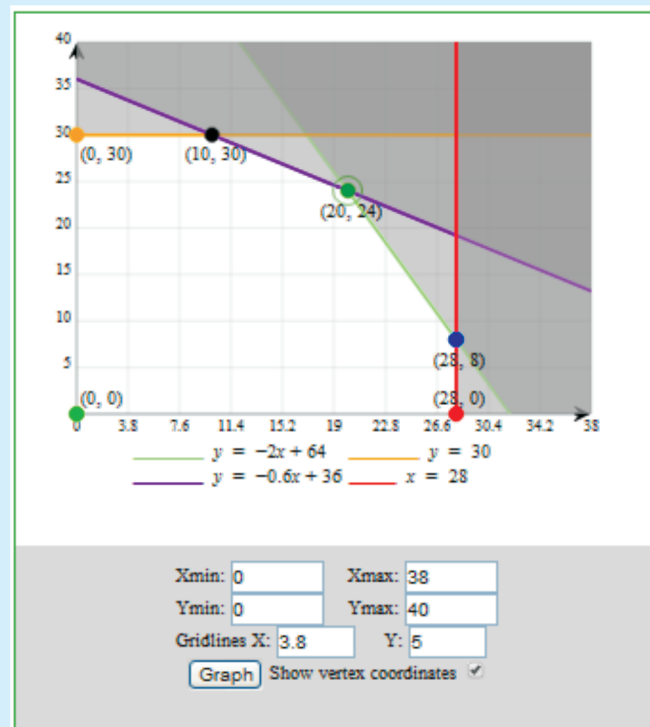 40
35
30
(0, 30) (10, 30)
25
(20, 24)
20
15
10
(28, 8)
5
(0, 0) (28, 0)
0 3.8 7.6 11.4 15.2 19 22.8 26.6 30.4 34.2 38
y = −2x + 64 y = 30
y = −0.6x + 36 x = 28
Xmin: 0 Xmax: 38
Ymin: 0 Ymax: 40
Gridlines X: 3.8 Y: 5
Graph Show vertex coordinates